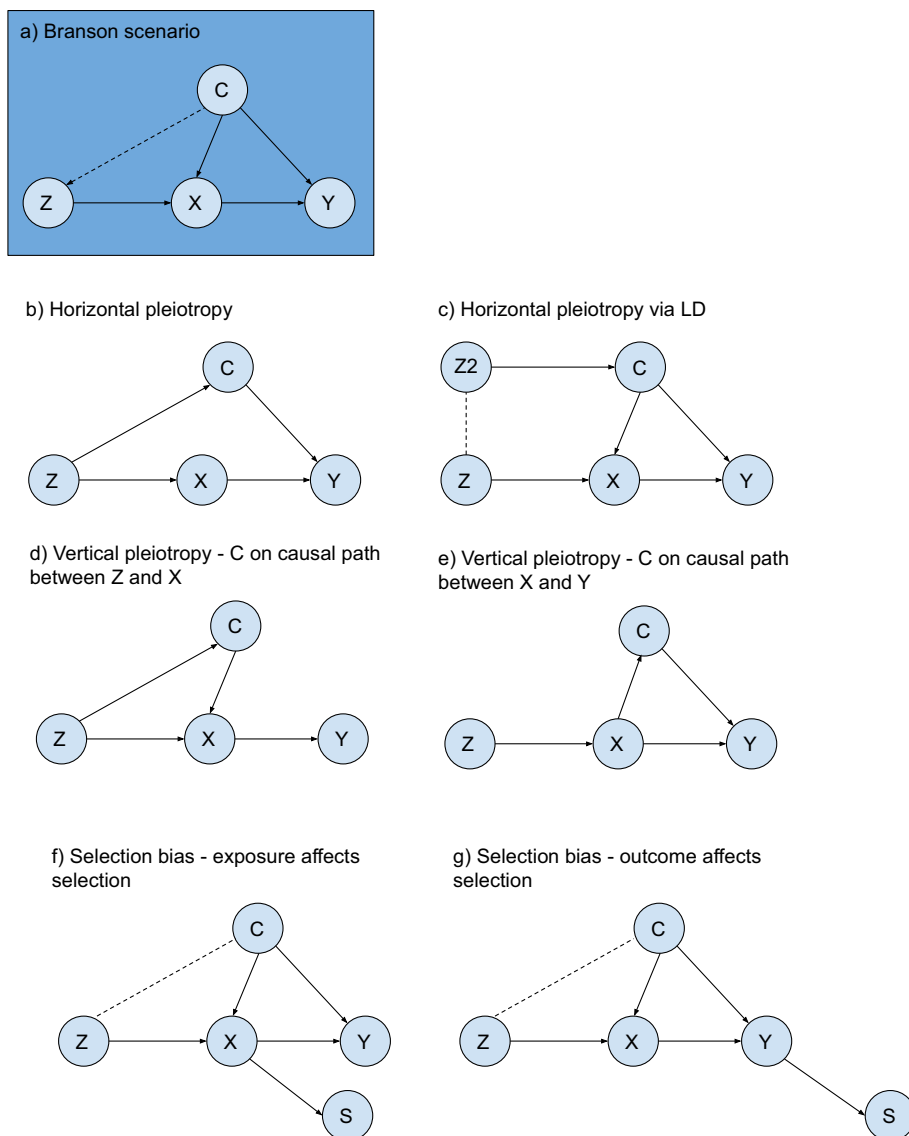 a) Branson scenario
C
Z
X
Y
b) Horizontal pleiotropy
C
Z
X
Y
c) Horizontal pleiotropy via LD
Z2
C
Z
X
Y
d) Vertical pleiotropy - C on causal path
between Z and X
C
Z
X
Y
e) Vertical pleiotropy - C on causal path
between X and Y
C
Z
X
Y
f) Selection bias - exposure affects
selection
C
Z
X
Y
S
g) Selection bias - outcome affects
selection
C
Z
X
Y
S